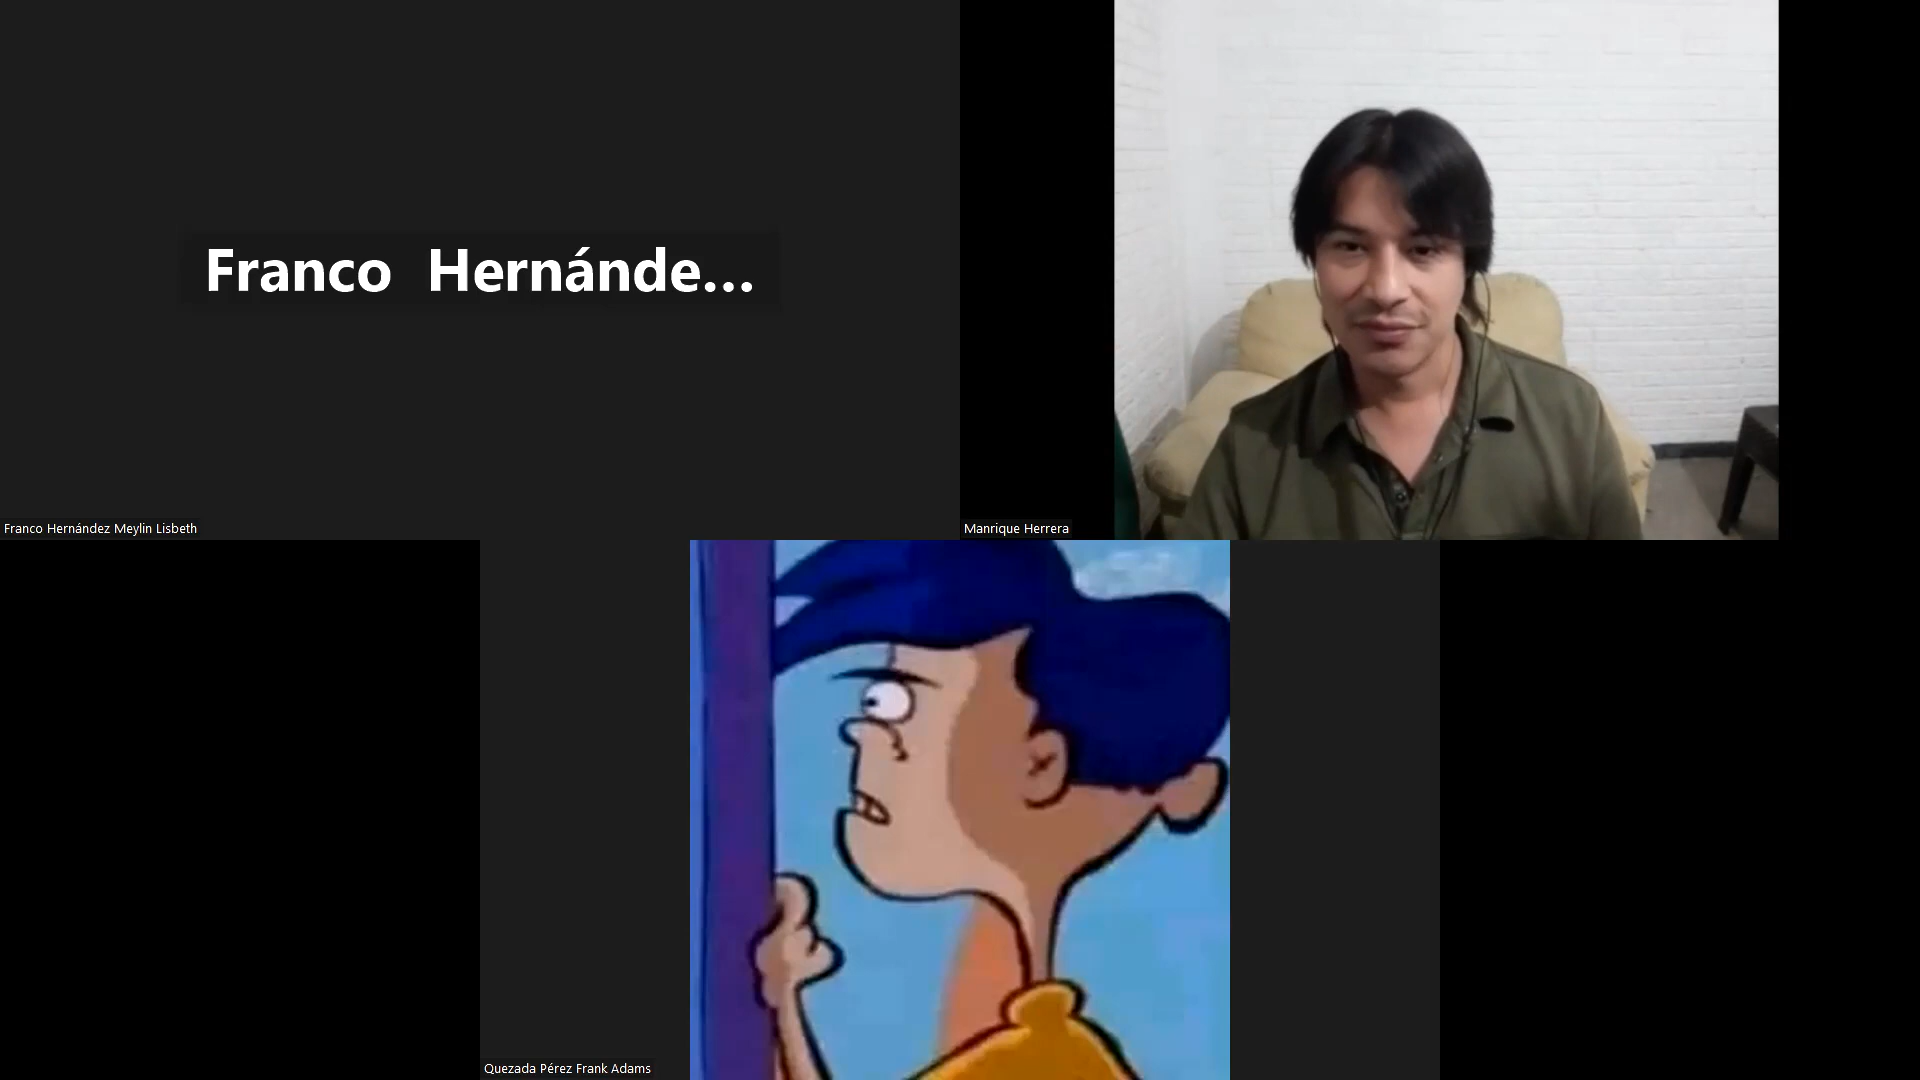 Franco Hernánde...
Franco Hernández Meylin Lisbeth
Manrique Herrera
Quezada Pérez Frank Adams